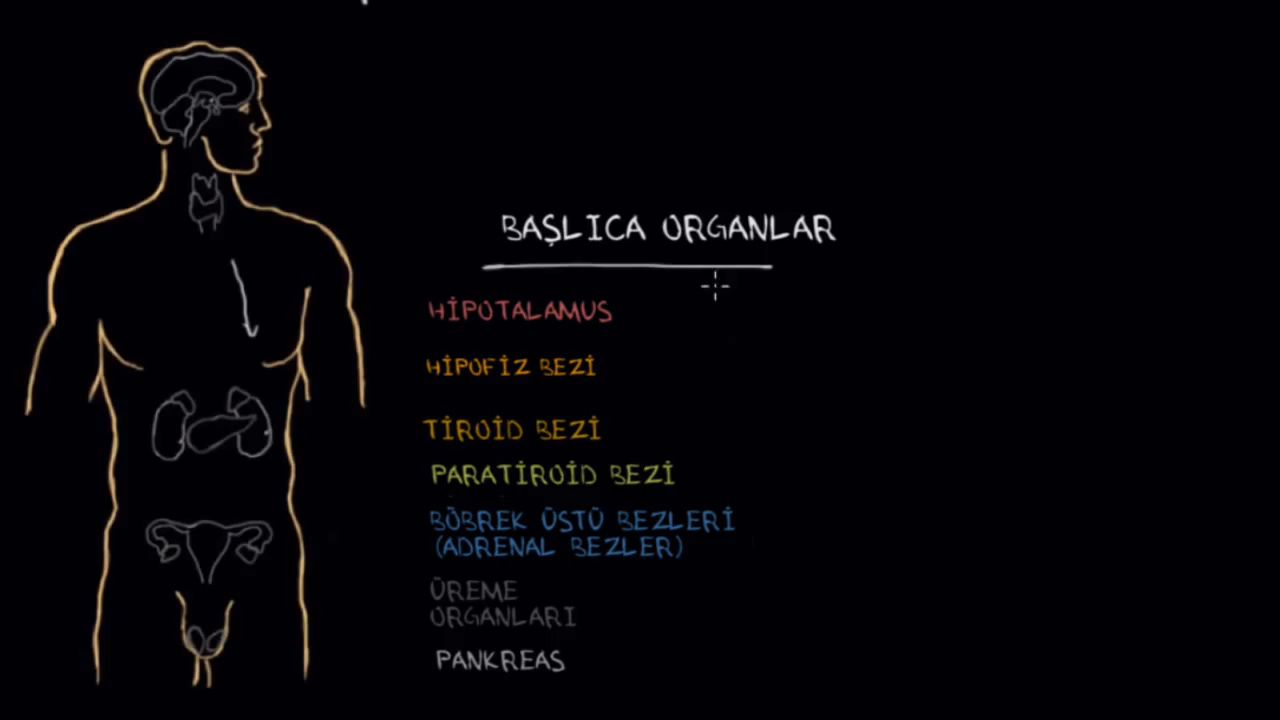 BAŞLICA ORGANLAR
HİPOTALAMUS
HİPOFİZ BEZİ
TİROİD BEZİ
PARATİROİD BEZİ
BÖBREK ÜSTÜ BEZLERİ
(ADRENAL BEZLER)
ÜREME
ORGANLARI
PANKREAS